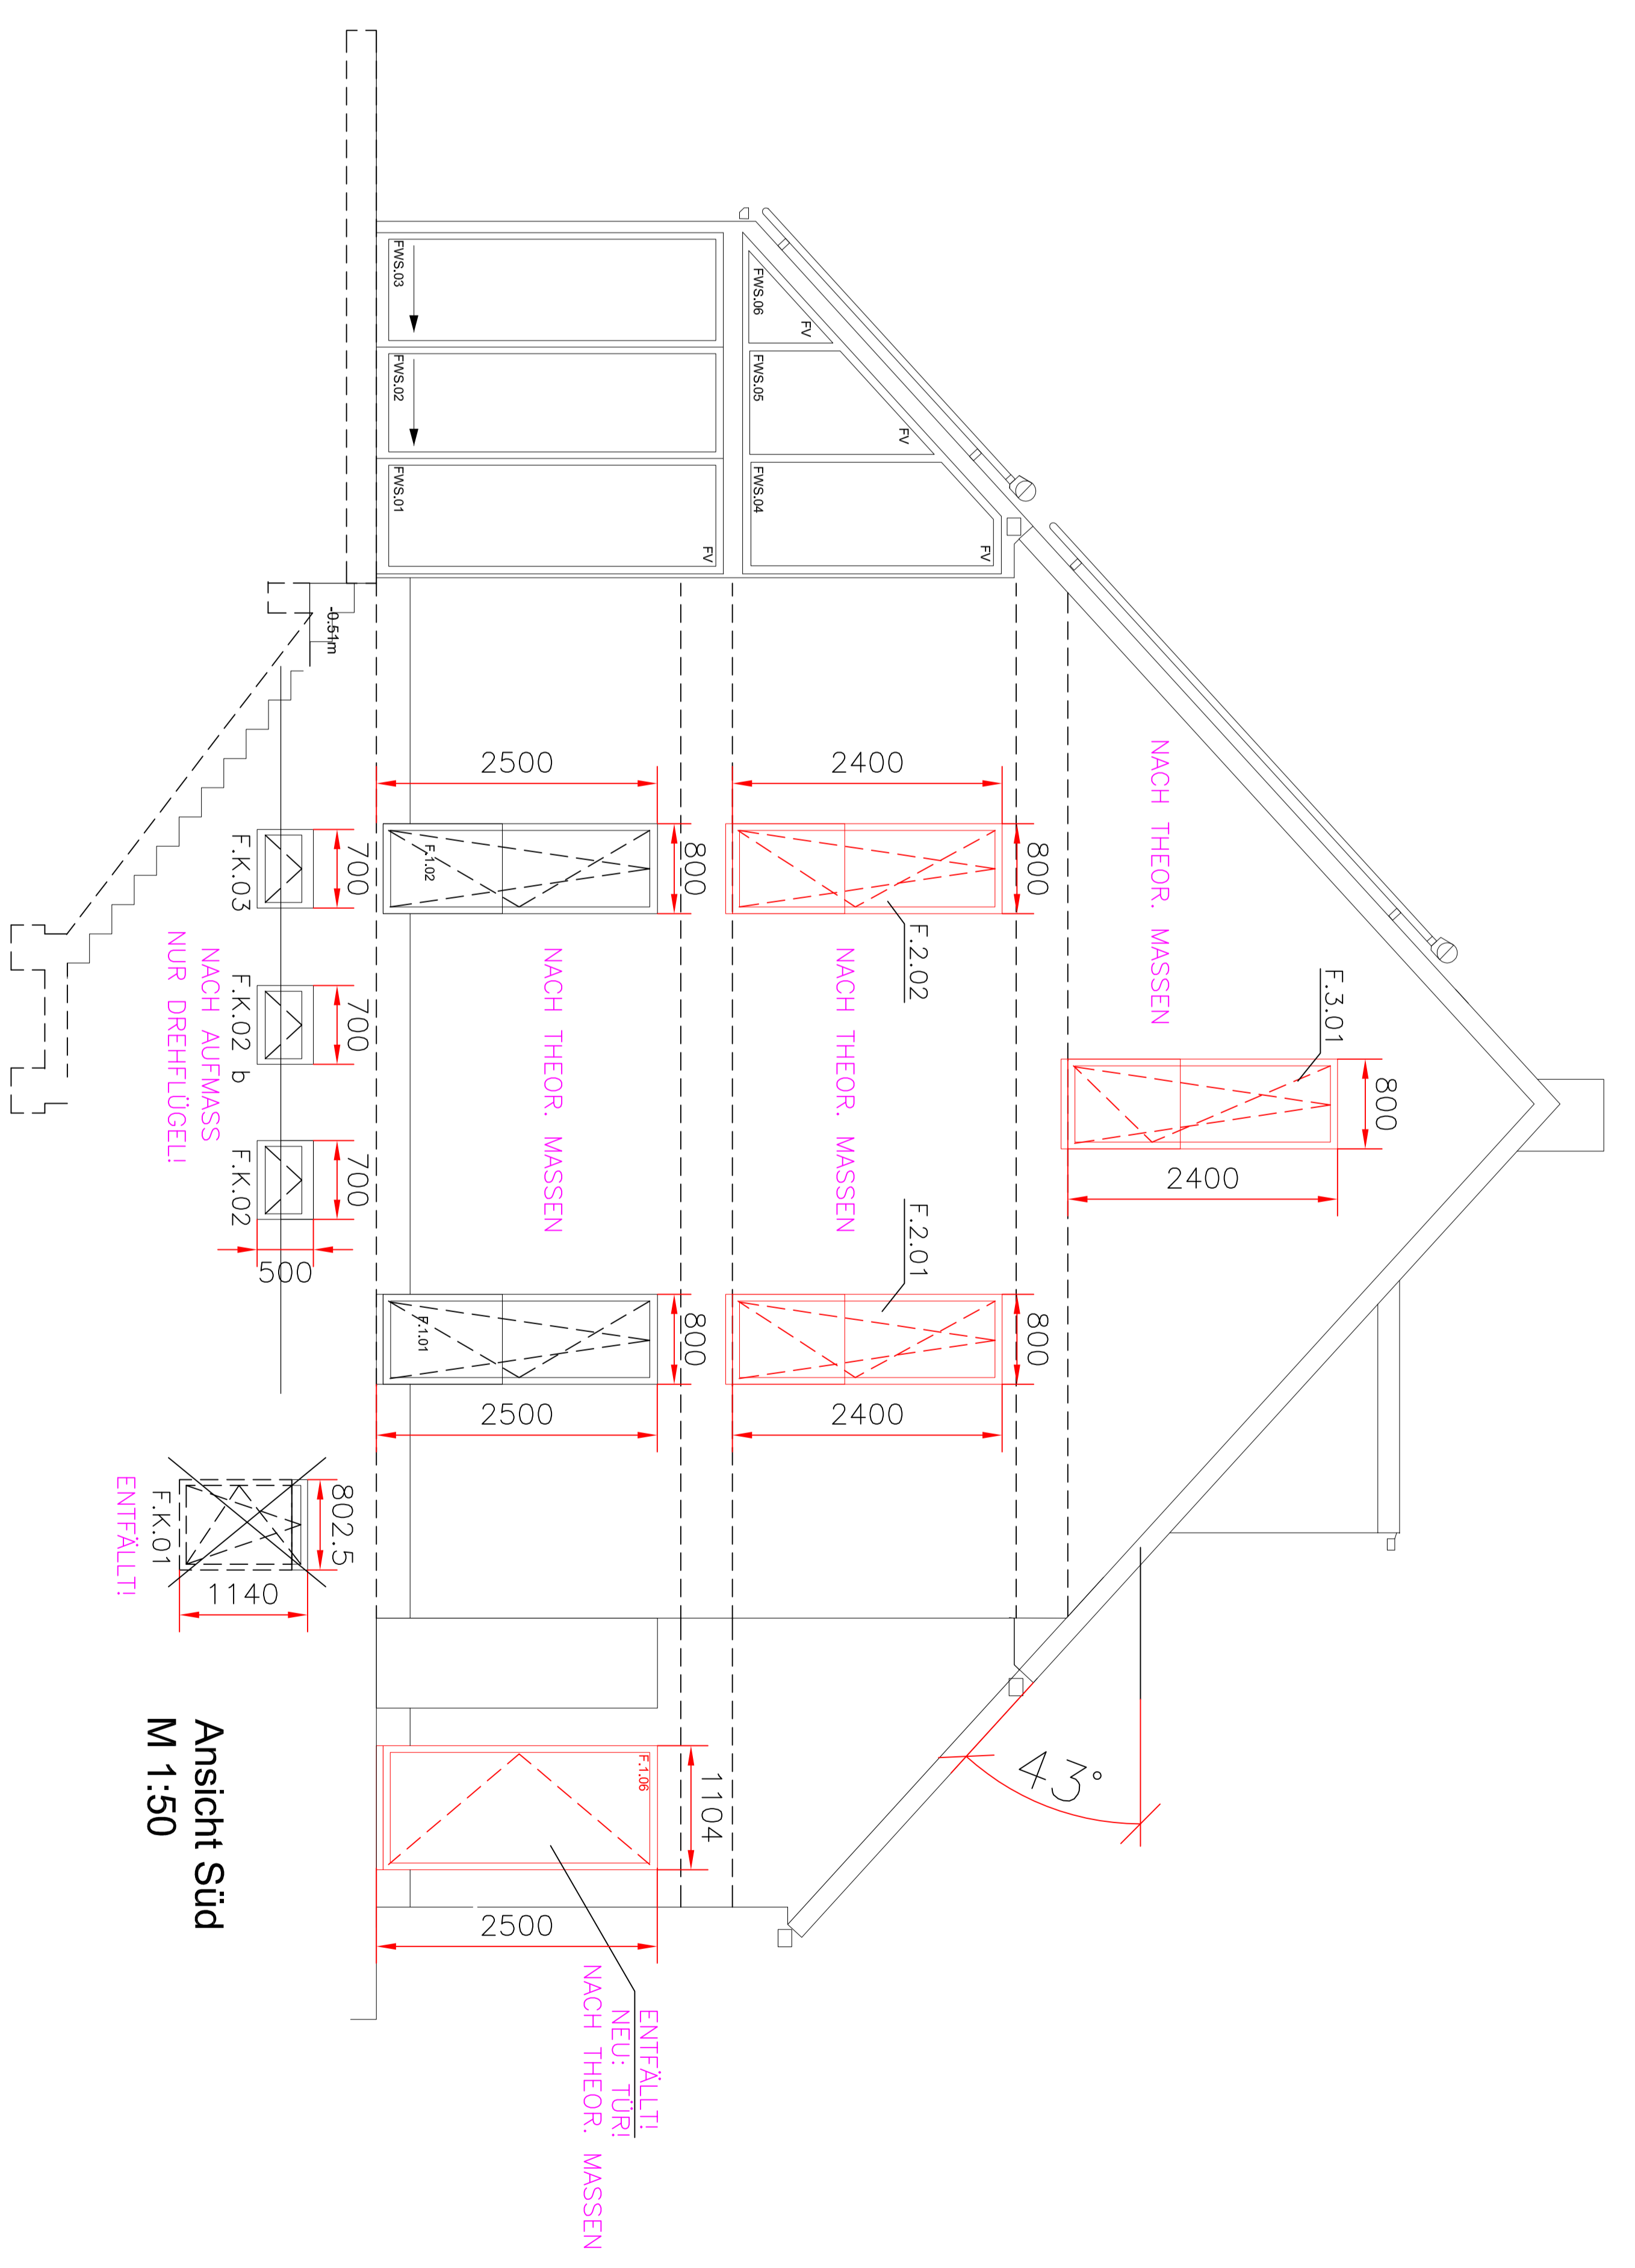 800
F.3.01
2400
NACH THEOR. MASSEN
800
800
F.2.02
F.2.01
FV
FWS.04
FV
FWS.05
FV
FWS.06
2400
NACH THEOR. MASSEN
2400
43°
800
800
1104
FV
F.1.06
2500
NACH THEOR. MASSEN
2500
2500
ENTFÄLLT!
NEU: TÜR!
NACH THEOR. MASSEN
F.1.02
F.1.01
FWS.03
FWS.02
FWS.01
-0.51m
700
700
700
802.5
500
1140
F.K.03
F.K.02 b
F.K.02
F.K.01
NACH AUFMASS
NUR DREHFLÜGEL!
ENTFÄLLT!
Ansicht Süd
M 1:50